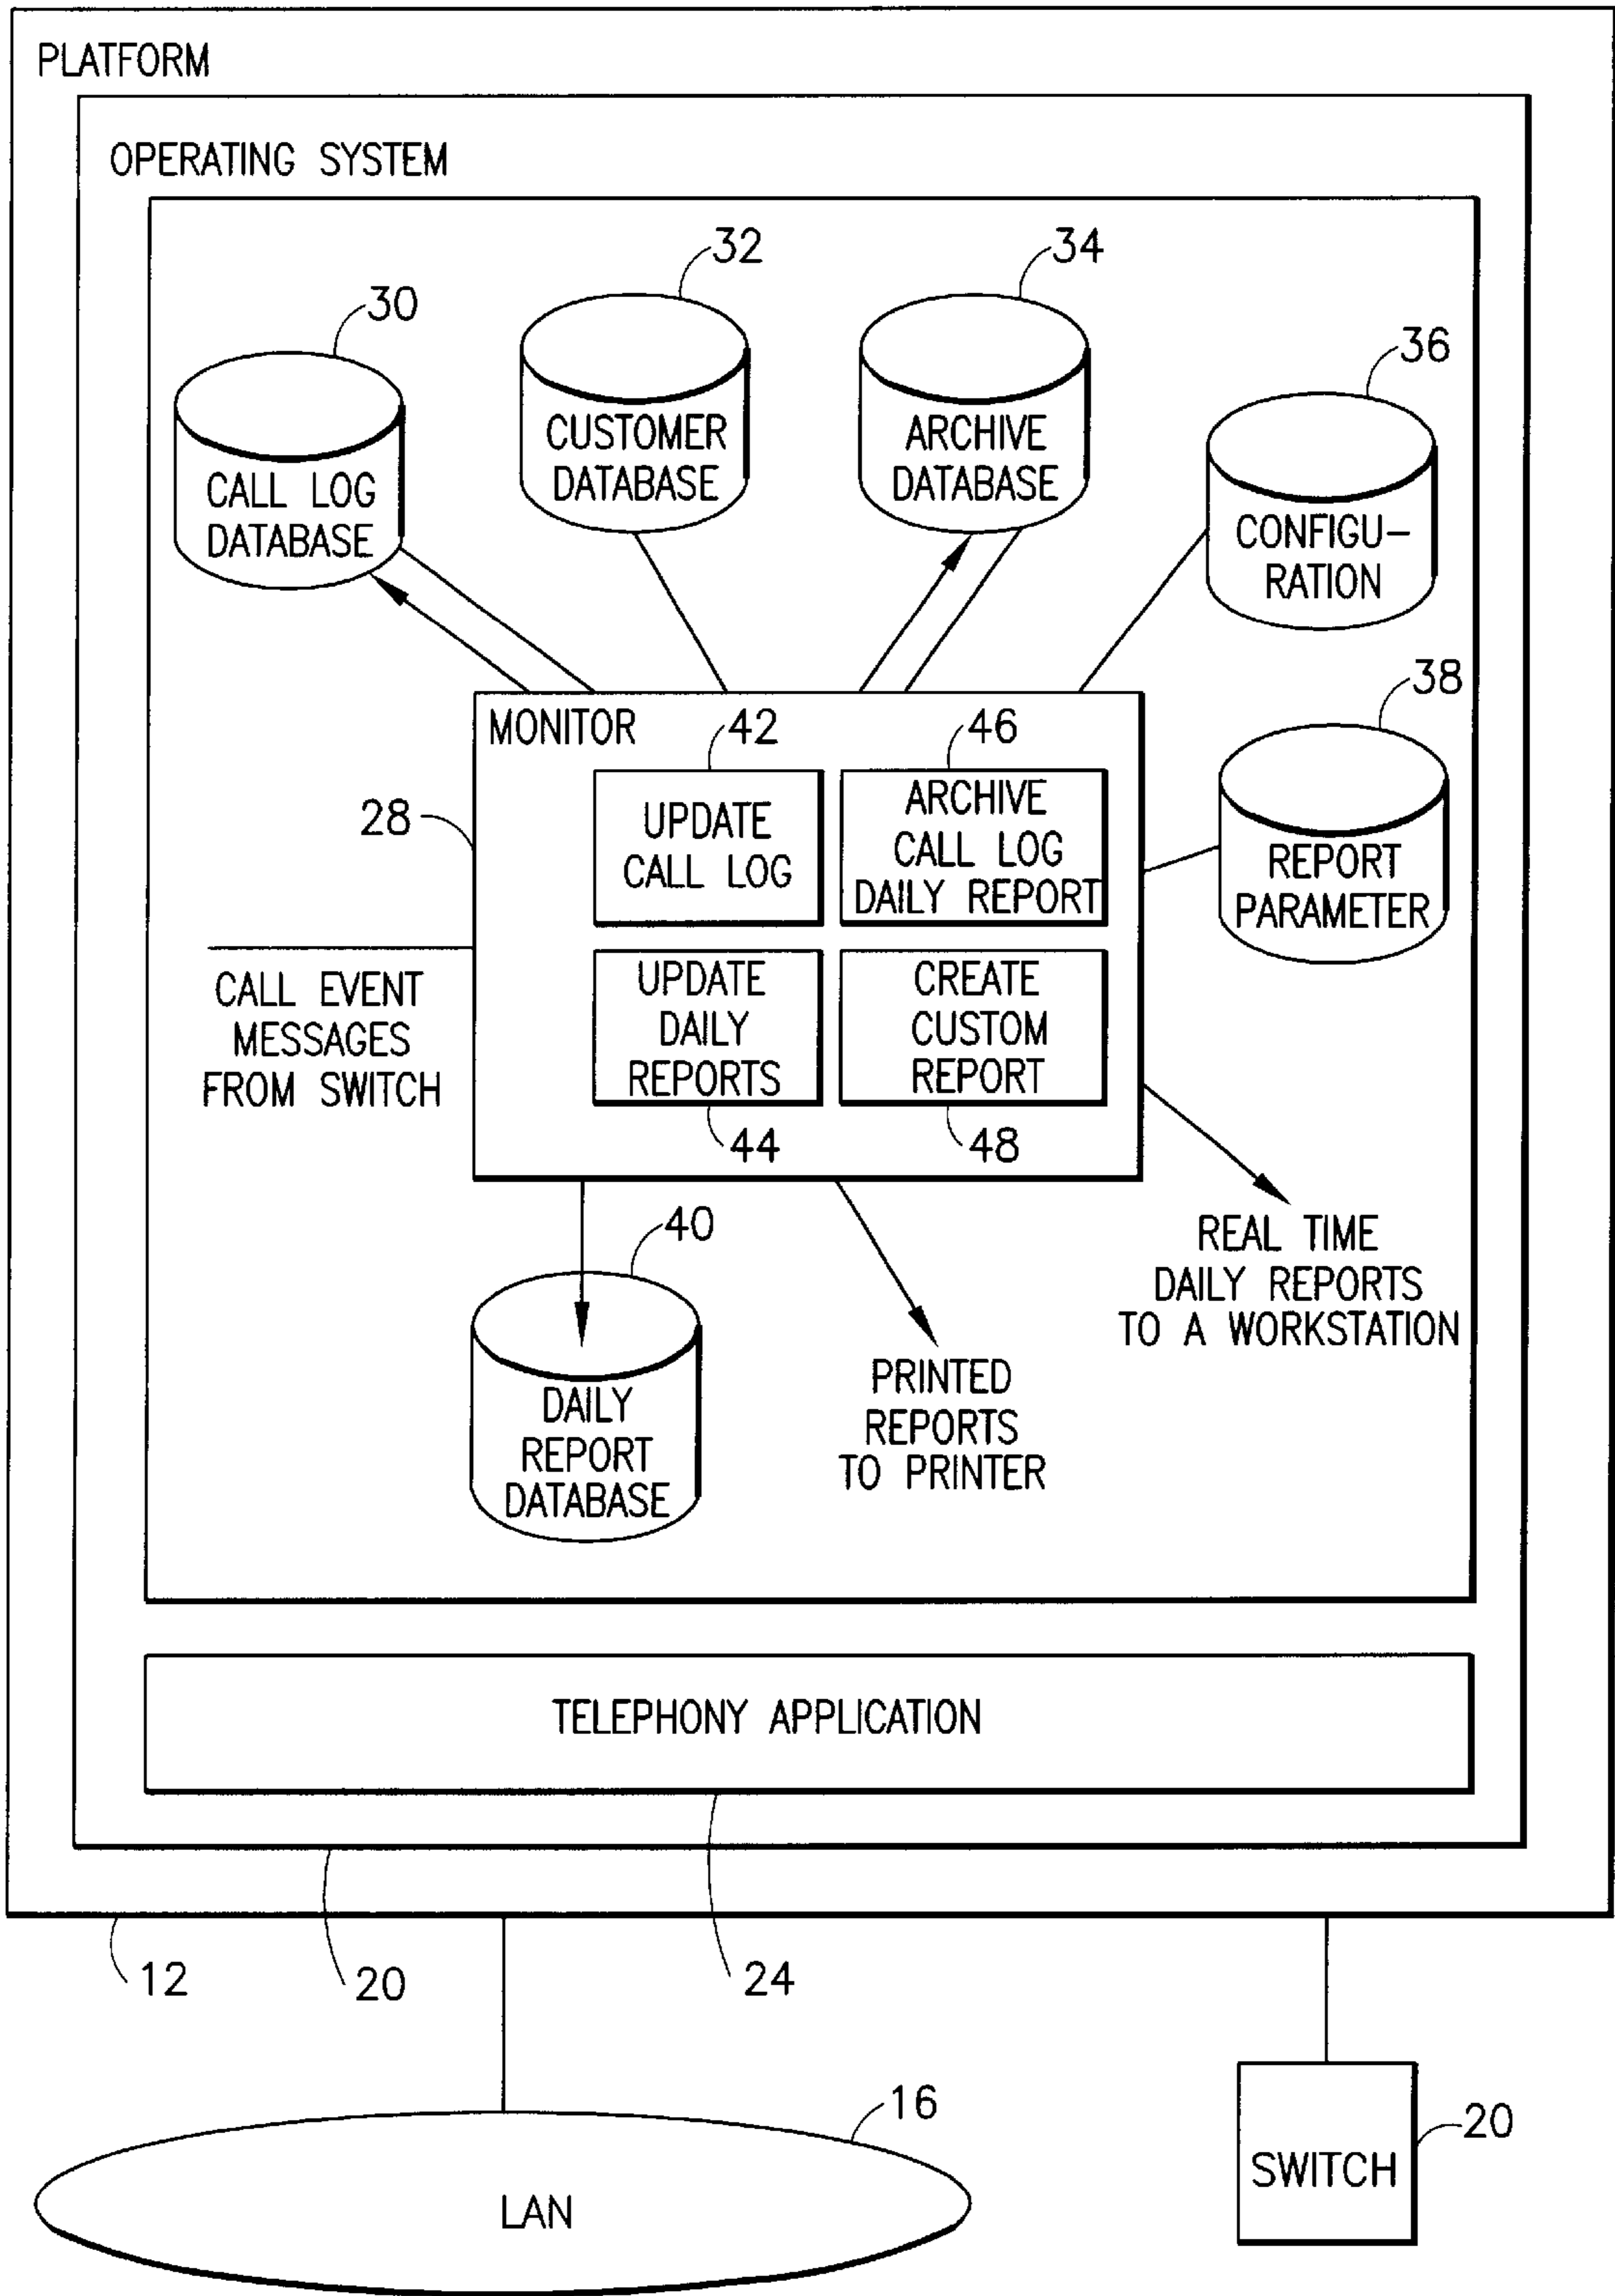 PLATFORM
OPERATING SYSTEM
30
32
34
36
CALL LOG
DATABASE
CUSTOMER
DATABASE
ARCHIVE
DATABASE
CONFIGU-
RATION
38
REPORT
PARAMETER
28
MONITOR
42
46
UPDATE
CALL LOG
ARCHIVE
CALL LOG
DAILY REPORT
UPDATE
DAILY
REPORTS
CREATE
CUSTOM
REPORT
44
48
CALL EVENT
MESSAGES
FROM SWITCH
40
DAILY
REPORT
DATABASE
PRINTED
REPORTS
TO PRINTER
REAL TIME
DAILY REPORTS
TO A WORKSTATION
TELEPHONY APPLICATION
12
20
24
16
LAN
20
SWITCH